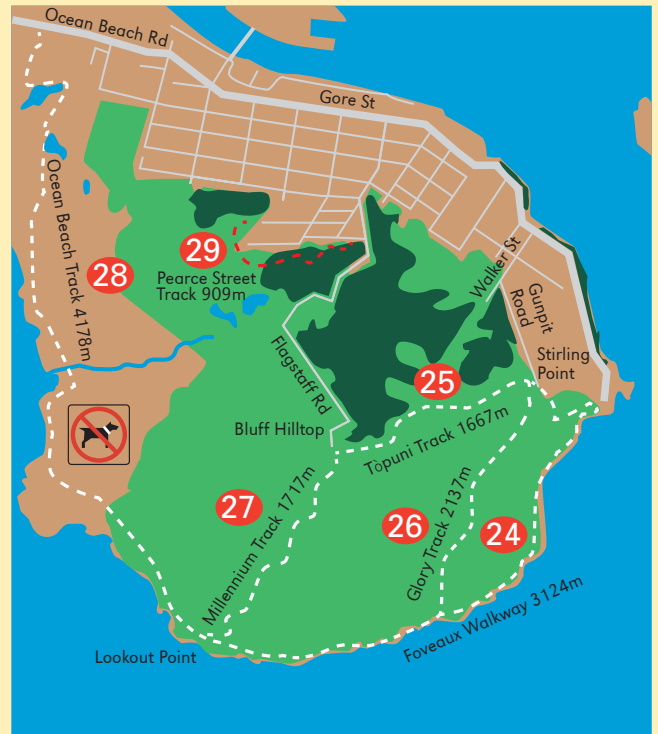 Ocean Beach Rd
Gore St
Ocean Beach Track 4178m
28
29
Pearce Street
Track 909m
Walker St
Gunpit
Road
Stirling
Point
Flagstaff Rd
25
Bluff Hilltop
Tòpuni Track 1667m
27
Millennium Track 1717m
26
Glory Track 2137m
24
Foveaux Walkway 3124m
Lookout Point